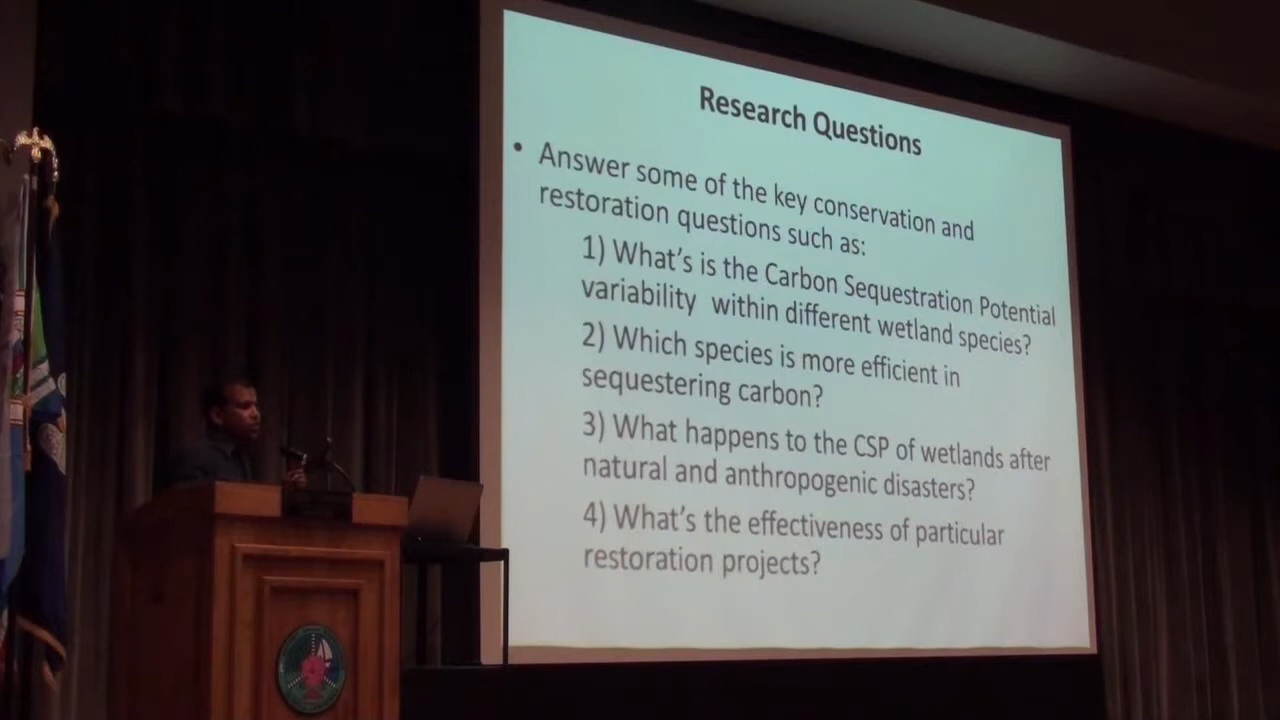 Research Questions
• Answer some of the key conservation and
restoration questions such as:
1) What's is the Carbon Sequestration Potential
variability within different wetland species?
2) Which species is more efficient in
sequestering carbon?
3) What happens to the CSP of wetlands after
natural and anthropogenic disasters?
4) What's the effectiveness of particular
restoration projects?